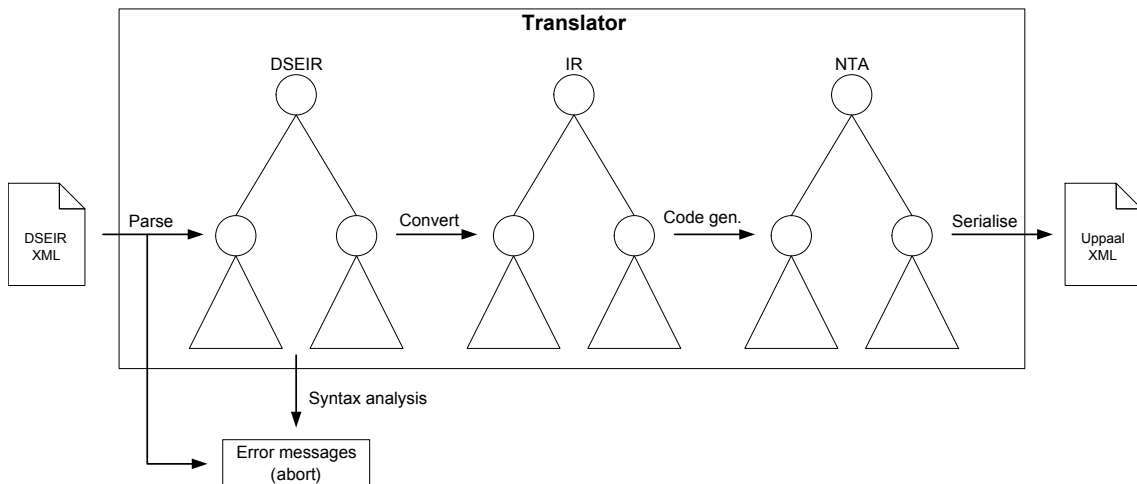 Translator
DSEIR
IR
NTA
DSEIR
XML
Parse
Convert
Code gen.
Serialise
Uppaal
XML
Syntax analysis
Error messages
(abort)